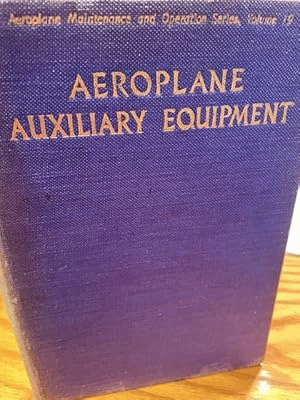 Aeroplane Maintenance and Operation Series, Volume 19
AEROPLANE
AUXILIARY EQUIPMENT